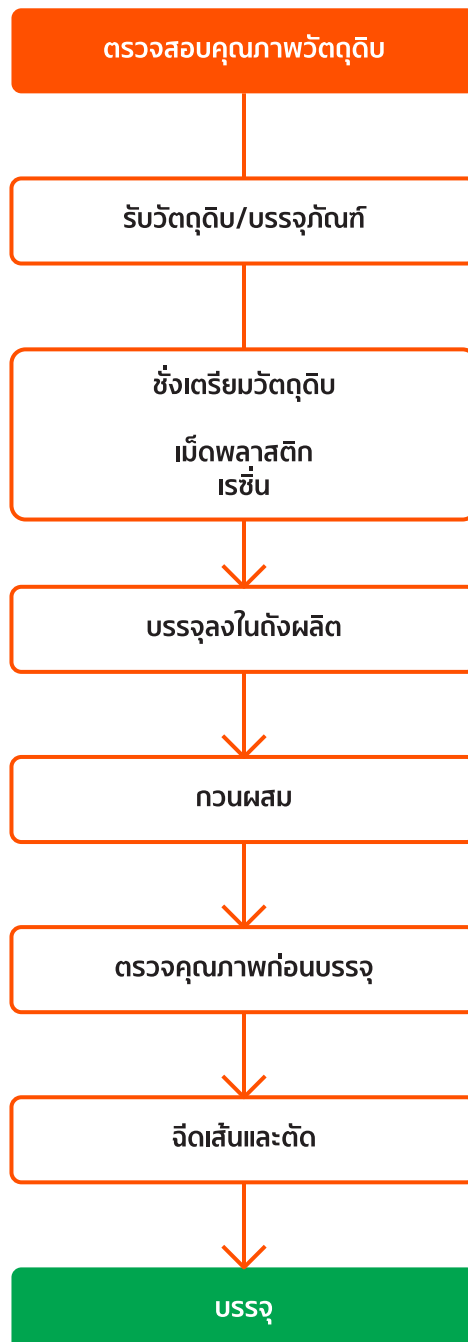 ตรวจสอบคุณภาพวัตถุดิบ
รับวัตถุดิบ/บรรจุภัณฑ์
ชั่งเตรียมวัตถุดิบ
เม็ดพลาสติก
เรซิ่น
บรรจุลงในถังผลิต
กวนผสม
ตรวจคุณภาพก่อนบรรจุ
ฉีดเส้นและตัด
บรรจุ